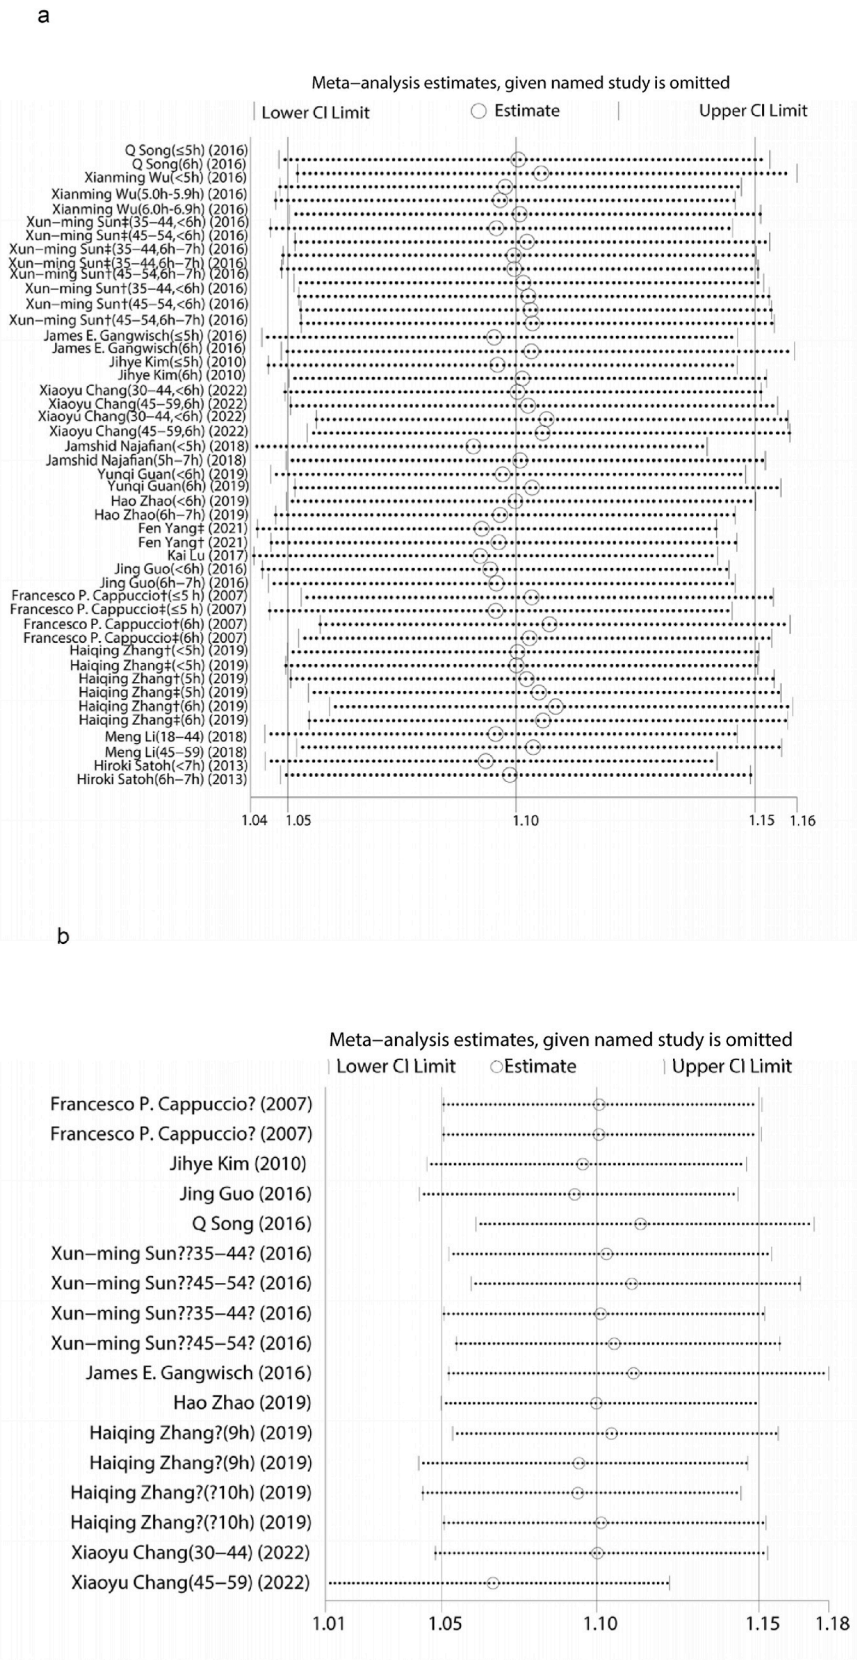 a
Meta−analysis estimates, given named study is omitted
Lower CI Limit Estimate Upper CI Limit
Q Song(≤5h) (2016)
Q Song(6h) (2016)
Xianming Wu(<5h) (2016)
Xianming Wu(5.0h-5.9h) (2016)
Xianming Wu(6.0h-6.9h) (2016)
Xun−ming Sun‡(35−44,<6h) (2016)
Xun−ming Sun‡(45−54,<6h) (2016)
Xun−ming Sun‡(35−44,6h−7h) (2016)
Xun−ming Sun‡(35−44,6h−7h) (2016)
Xun−ming Sun†(45−54,6h−7h) (2016)
Xun−ming Sun†(35−44,<6h) (2016)
Xun−ming Sun†(45−54,<6h) (2016)
Xun−ming Sun†(45−54,6h−7h) (2016)
James E. Gangwisch(≤5h) (2016)
James E. Gangwisch(6h) (2016)
Jihye Kim(≤5h) (2010)
Jihye Kim(6h) (2010)
Xiaoyu Chang(30−44,<6h) (2022)
Xiaoyu Chang(45−59,6h) (2022)
Xiaoyu Chang(30−44,<6h) (2022)
Xiaoyu Chang(45−59,6h) (2022)
Jamshid Najafian(<5h) (2018)
Jamshid Najafian(5h−7h) (2018)
Yunqi Guan(<6h) (2019)
Yunqi Guan(6h) (2019)
Hao Zhao(<6h) (2019)
Hao Zhao(6h−7h) (2019)
Fen Yang‡ (2021)
Fen Yang† (2021)
Kai Lu (2017)
Jing Guo(<6h) (2016)
Jing Guo(6h−7h) (2016)
Francesco P. Cappuccio†(≤5 h) (2007)
Francesco P. Cappuccio‡(≤5 h) (2007)
Francesco P. Cappuccio†(6h) (2007)
Francesco P. Cappuccio‡(6h) (2007)
Haiqing Zhang†(<5h) (2019)
Haiqing Zhang‡(<5h) (2019)
Haiqing Zhang†(5h) (2019)
Haiqing Zhang‡(5h) (2019)
Haiqing Zhang†(6h) (2019)
Haiqing Zhang‡(6h) (2019)
Meng Li(18−44) (2018)
Meng Li(45−59) (2018)
Hiroki Satoh(<7h) (2013)
Hiroki Satoh(6h−7h) (2013)
1.04 1.05 1.10 1.15 1.16
b
Meta−analysis estimates, given named study is omitted
Lower CI Limit Estimate Upper CI Limit
Francesco P. Cappuccio? (2007)
Francesco P. Cappuccio? (2007)
Jihye Kim (2010)
Jing Guo (2016)
Q Song (2016)
Xun−ming Sun??35−44? (2016)
Xun−ming Sun??45−54? (2016)
Xun−ming Sun??35−44? (2016)
Xun−ming Sun??45−54? (2016)
James E. Gangwisch (2016)
Hao Zhao (2019)
Haiqing Zhang?(9h) (2019)
Haiqing Zhang?(9h) (2019)
Haiqing Zhang?(?10h) (2019)
Haiqing Zhang?(?10h) (2019)
Xiaoyu Chang(30−44) (2022)
Xiaoyu Chang(45−59) (2022)
1.01 1.05 1.10 1.15 1.18